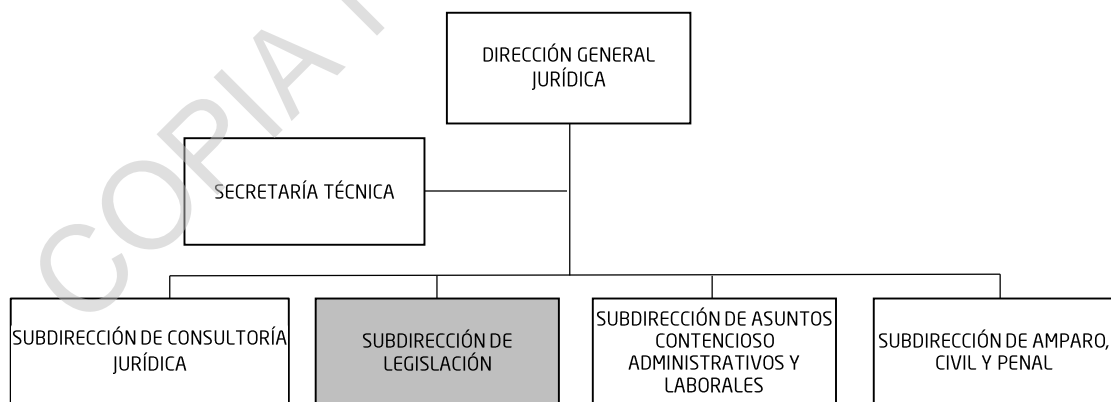 DIRECCIÓN GENERAL
JURÍDICA
SECRETARÍA TÉCNICA
SUBDIRECCIÓN DE CONSULTORÍA
JURÍDICA
SUBDIRECCIÓN DE
LEGISLACIÓN
SUBDIRECCIÓN DE ASUNTOS
CONTENCIOSO
ADMINISTRATIVOS Y
LABORALES
SUBDIRECCIÓN DE AMPARO,
CIVIL Y PENAL
COPIA